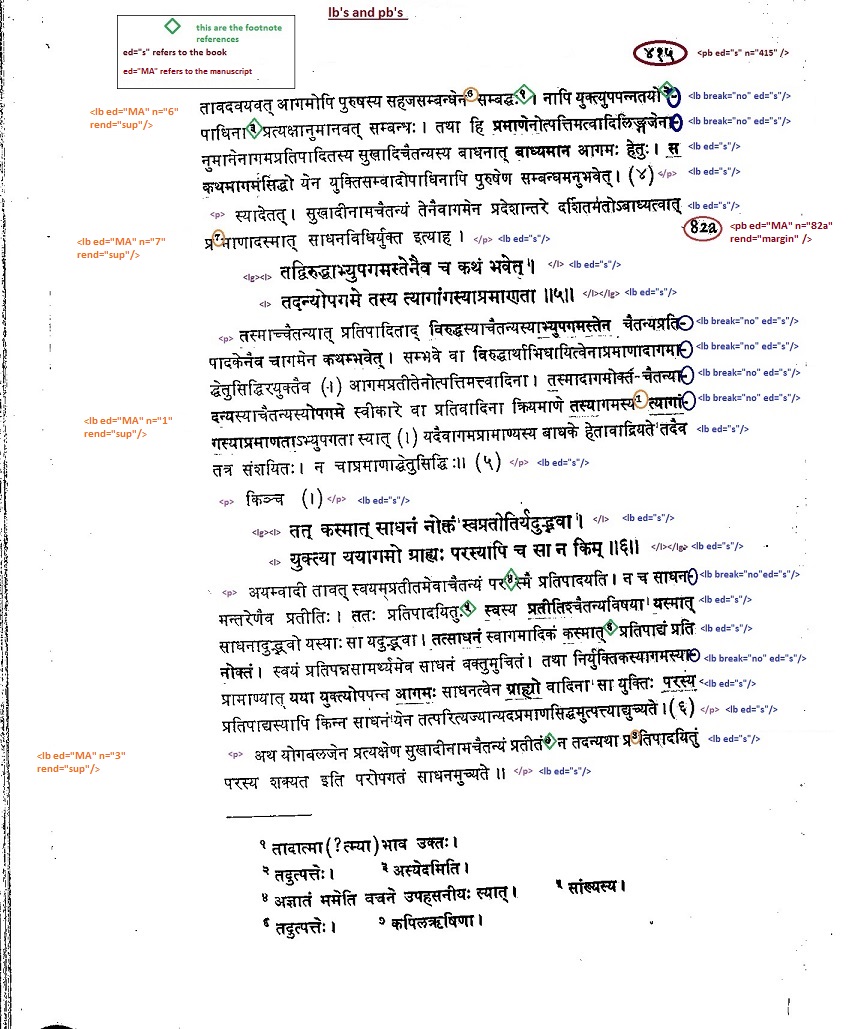 lb's and pb's
this are the footnote
references
ed="s" refers to the book
ed="MA" refers to the manuscript
४१५ <pb ed="s" n="415" />
<lb ed="MA" n="6"
rend="sup"/>
तावदवयवत् आगमोपि पुरुषस्य सहजसम्बन्धेन6 सम्बद्धः१। नापि युक्त्युपपन्नतयो२- <lb break="no" ed="s"/>
पाधिना३ प्रत्यक्षानुमानवत् सम्बन्धः। तथा हि प्रमाणेनोत्पत्तिमत्वादिलिङ्गजेना- <lb break="no" ed="s"/>
नुमानेनागमप्रतिपादितस्य सुखादिचैतन्यस्य बाधनात् बाध्यमान आगमः हेतुः। स <lb ed="s"/>
कथमागमसिद्धो येन युक्तिसम्वादोपाधिनापि पुरुषेण सम्बन्धमनुभवेत्। (४) </p> <lb ed="s"/>
<p> स्यादेतत्। सुखादीनामचैतन्यं तेनैवागमेन प्रदेशान्तरे दर्शितमतोऽबाध्यत्वात् <lb ed="s"/>
82a <pb ed="MA" n="82a"
rend="margin" />
<lb ed="MA" n="7"
rend="sup"/>
प्र7माणादस्मात् साधनविधिर्युक्त इत्याह। </p> <lb ed="s"/>
<lg><l> तद्विरुद्धाभ्युपगमस्तेनैव च कथं भवेत्। </l> <lb ed="s"/>
<l> तदन्योपगमे तस्य त्यागांगस्याप्रमाणता॥५॥ </l></lg> <lb ed="s"/>
<p> तस्माच्चैतन्यात् प्रतिपादिताद् विरुद्धस्याचैतन्यस्याभ्युपगमस्तेन चैतन्यप्रति- <lb break="no" ed="s"/>
पादकेनैव चागमेन कथम्भवेत्। सम्भवे वा विरुद्धार्थाभिधायित्वेनाप्रमाणादागमा- <lb break="no" ed="s"/>
द्धेतुसिद्धिरयुक्तैव (।) आगमप्रतीतेनोत्पत्तिमत्त्वादिना। तस्मादागमोक्त-चैतन्या- <lb break="no" ed="s"/>
दन्यस्याचैतन्यस्योपगमे स्वीकारे वा प्रतिवादिना क्रियमाणे तस्यागमस्य1 त्यागां- <lb break="no" ed="s"/>
<lb ed="MA" n="1"
rend="sup"/>
गस्याप्रमाणताऽभ्युपगता स्यात् (।) यदैवागमप्रामाण्यस्य बाधके हेतावाद्रियते तदैव <lb ed="s"/>
तत्र संशयितः। न चाप्रमाणाद्धेतुसिद्धिः॥ (५) </p> <lb ed="s"/>
<p> किञ्च (।) </p> <lb ed="s"/>
<lg><l> तत् कस्मात् साधनं नोक्तं स्वप्रतीतिर्यदुद्भवा। </l> <lb ed="s"/>
<l> युक्त्या ययागमो ग्राह्यः परस्यापि च सा न किम्॥६॥ </l></lg> <lb ed="s"/>
<p> अयम्वादी तावत् स्वयमप्रतीतमेवाचैतन्यं पर४स्मै प्रतिपादयति। न च साधन- <lb break="no"ed="s"/>
मन्तरेणैव प्रतीतिः। ततः प्रतिपादयितुः५ स्वस्य प्रतीतिश्चैतन्यविषया यस्मात् <lb ed="s"/>
साधनादुद्भवो यस्याः सा यदुद्भवा। तत्साधनं स्वागमादिकं कस्मात्६ प्रतिपाद्यं प्रति <lb ed="s"/>
नोक्तं। स्वयं प्रतिपन्नसामर्थ्यमेव साधनं वक्तुमुचितं। तथा निर्युक्तिकस्यागमस्या- <lb break="no" ed="s"/>
प्रामाण्यात् यया युक्त्योपपन्न आगमः साधनत्वेन ग्राह्यो वादिना सा युक्तिः परस्य <lb ed="s"/>
प्रतिपाद्यस्यापि किन्न साधनं येन तत्परित्यज्यान्यदप्रमाणसिद्धमुत्पत्त्याद्युच्यते। (६) </p> <lb ed="s"/>
<lb ed="MA" n="3"
rend="sup"/>
<p> अथ योगबलजेन प्रत्यक्षेण सुखादीनामचैतन्यं प्रतीतं७ न तदन्यथा प्र3तिपादयितुं <lb ed="s"/>
परस्य शक्यत इति परोपगतं साधनमुच्यते॥ </p> <lb ed="s"/>
१ तादात्मा(?त्म्या)भाव उक्तः।
२ तदुत्पत्तेः। ३ अस्येदमिति।
४ अज्ञातं ममेति वचने उपहसनीयः स्यात्। ५ सांख्यस्य।
६ तदुत्पत्तेः। ७ कपिलऋषिणा।